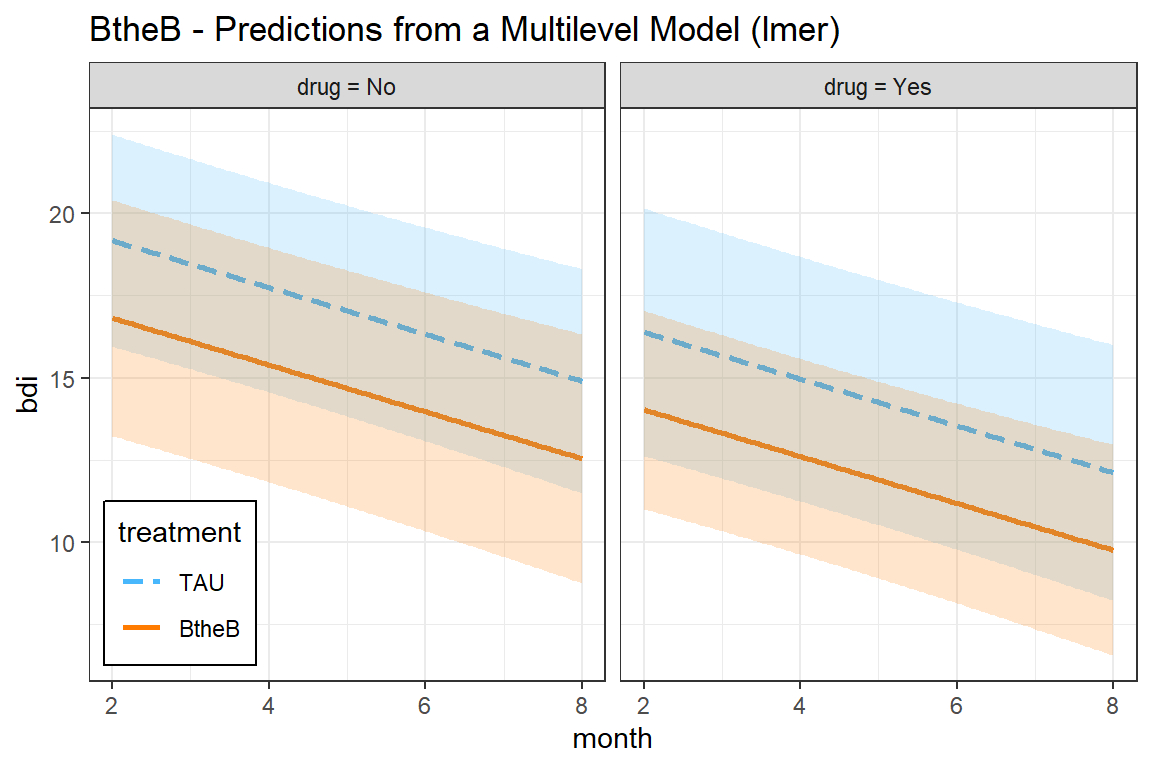 BtheB - Predictions from a Multilevel Model (lmer)
drug = No
drug = Yes
20
15
10
bdi
treatment
TAU
BtheB
2 4 6 8
2 4 6 8
month